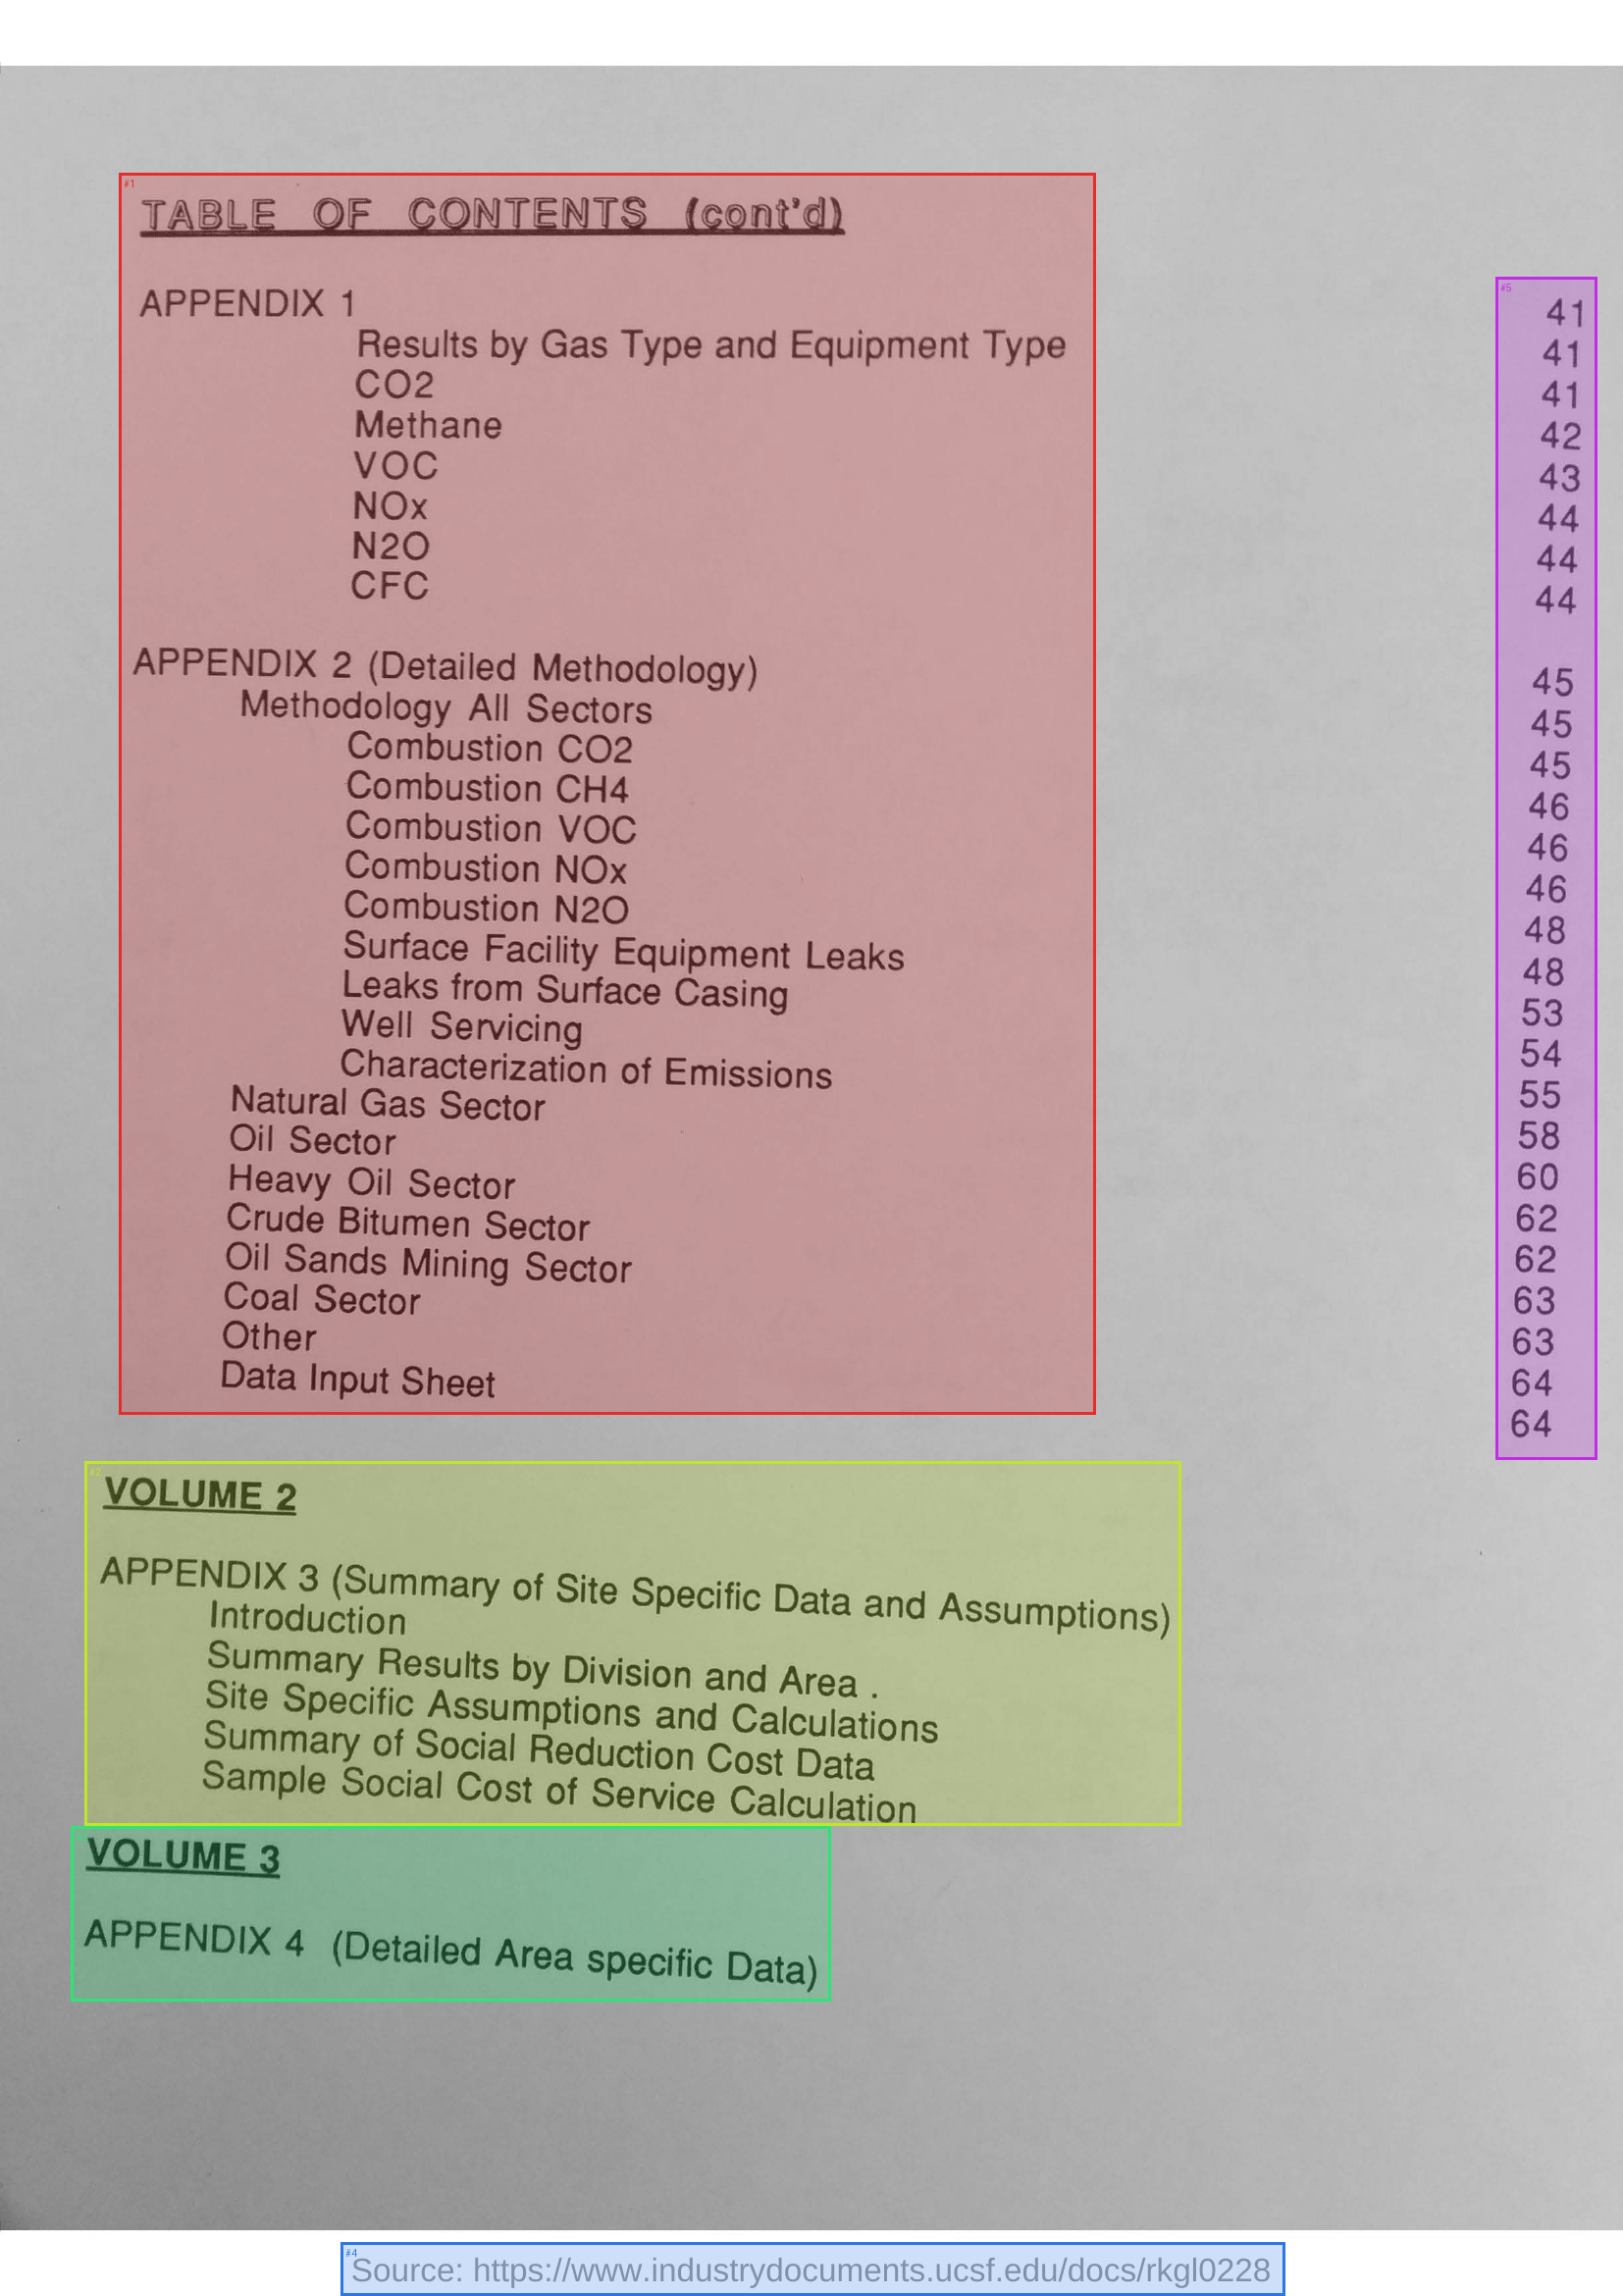 TABLE OF CONTENTS (cont'd)
APPENDIX 1 41
Results by Gas Type and Equipment Type 41
CO2 41
Methane 42
VOC 43
NOx 44
N2O 44
CFC 44
APPENDIX 2 (Detailed Methodology) 45
Methodology All Sectors 45
Combustion CO2 45
Combustion CH4 46
Combustion VOC 46
Combustion NOx 46
Combustion N2O 48
Surface Facility Equipment Leaks 48
Leaks from Surface Casing 53
Well Servicing 54
Characterization of Emissions 55
Natural Gas Sector 58
Oil Sector 60
Heavy Oil Sector 62
Crude Bitumen Sector 62
Oil Sands Mining Sector 63
Coal Sector 63
Other 64
Data Input Sheet 64
VOLUME 2
APPENDIX 3 (Summary of Site Specific Data and Assumptions)
Introduction
Summary Results by Division and Area .
Site Specific Assumptions and Calculations
Summary of Social Reduction Cost Data
Sample Social Cost of Service Calculation
VOLUME 3
APPENDIX 4 (Detailed Area specific Data)
Source: https://www.industrydocuments.ucsf.edu/docs/rkgl0228